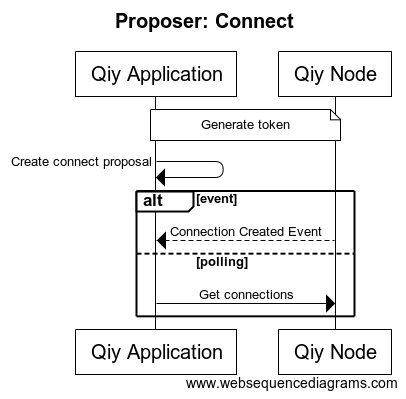 Proposer: Connect
Qiy Application
Qiy Node
Generate token
Create connect proposal
alt
[event]
Connection Created Event
[polling]
Get connections
Qiy Application
Qiy Node
www.websequencediagrams.com